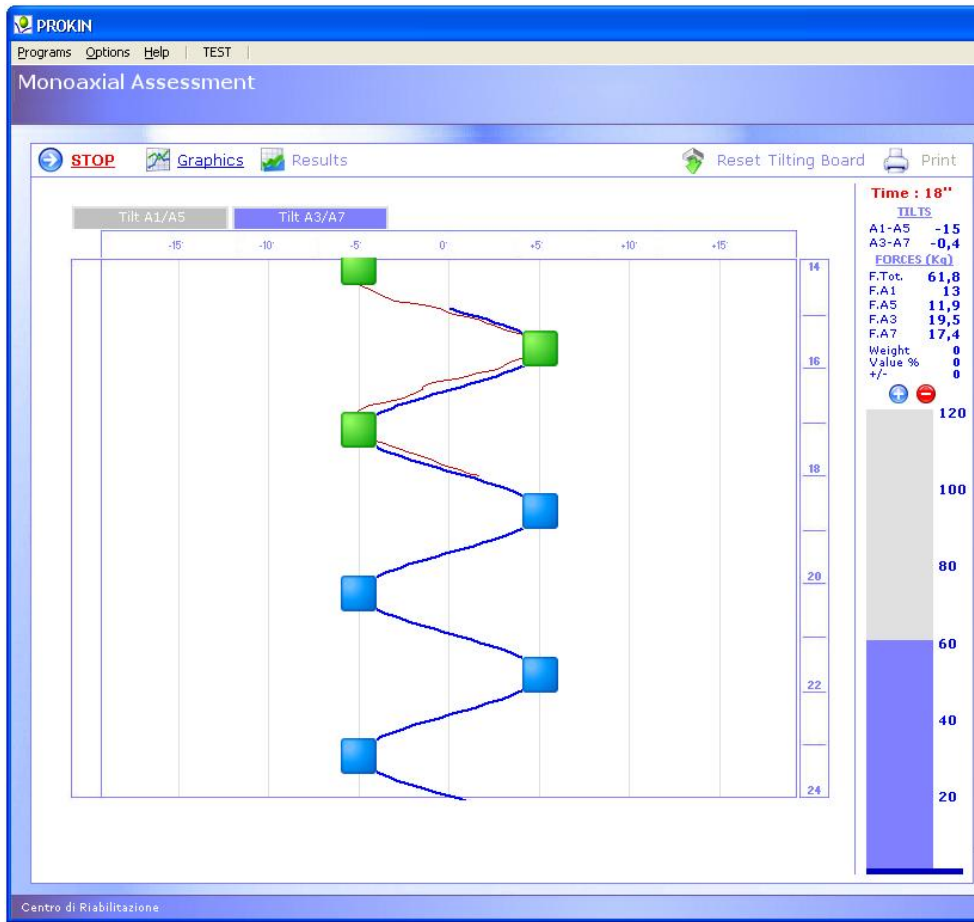 PROKIN
Programs Options Help | TEST |
Monoaxial Assessment
STOP Graphics Results Reset Tilting Board Print
Tilt A1/A5 Tilt A3/A7
-15° -10° -5° 0° +5° +10° +15°
14
16
18
20
22
24
Time : 18"
TILTS
A1-A5 -15
A3-A7 -0,4
FORCES (Kg)
F.Tot. 61,8
F.A1 13
F.A5 11,9
F.A3 19,5
F.A7 17,4
Weight 0
Value % 0
+/- 0
120
100
80
60
40
20
Centro di Riabilitazione